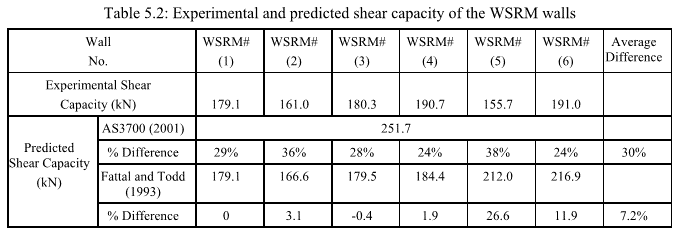 Table 5.2: Experimental and predicted shear capacity of the WSRM walls
Wall No. WSRM# (1) WSRM# (2) WSRM# (3) WSRM# (4) WSRM# (5) WSRM# (6) Average Difference
Experimental Shear Capacity (kN) 179.1 161.0 180.3 190.7 155.7 191.0
Predicted Shear Capacity (kN)
AS3700 (2001) 251.7
% Difference 29% 36% 28% 24% 38% 24% 30%
Fattal and Todd (1993) 179.1 166.6 179.5 184.4 212.0 216.9
% Difference 0 3.1 -0.4 1.9 26.6 11.9 7.2%